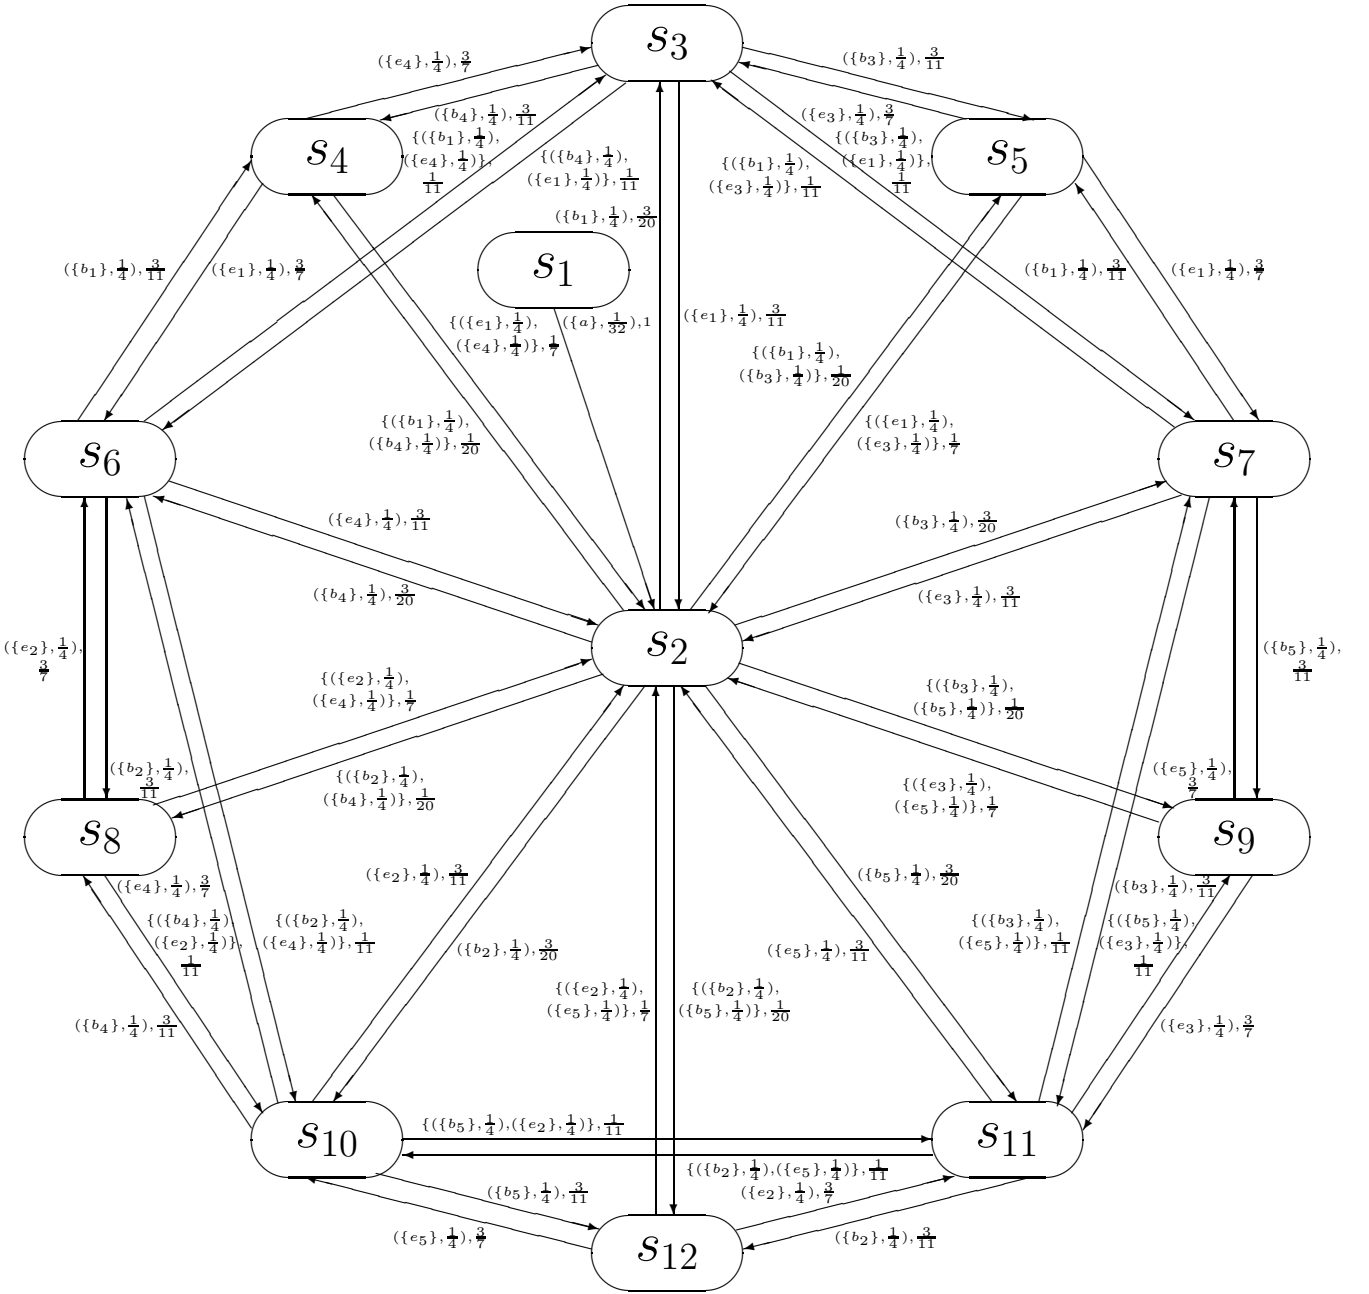 s₃
({e₄},1/4),3/7
({b₃},1/4),3/11
({b₄},1/4),3/11
({e₃},1/4),3/7
s₄
{({b₁},1/4),
({e₄},1/4)},
1/11
{({b₄},1/4),
({e₁},1/4)},1/11
{({b₁},1/4),
({e₃},1/4)},1/11
{({b₃},1/4),
({e₁},1/4)},
1/11
s₅
({b₁},1/4),3/20
s₁
({b₁},1/4),3/11
({e₁},1/4),3/7
({b₁},1/4),3/11
({e₁},1/4),3/7
{({e₁},1/4),
({e₄},1/4)},1/7
({a},1/32),1
({e₁},1/4),3/11
{({b₁},1/4),
({b₃},1/4)},1/20
{({b₁},1/4),
({b₄},1/4)},1/20
{({e₁},1/4),
({e₃},1/4)},1/7
s₆
s₇
({e₄},1/4),3/11
({b₃},1/4),3/20
({b₄},1/4),3/20
({e₃},1/4),3/11
s₂
({e₂},1/4),
3/7
({b₅},1/4),
3/11
{({e₂},1/4),
({e₄},1/4)},1/7
{({b₃},1/4),
({b₅},1/4)},1/20
({b₂},1/4),
3/11
{({b₂},1/4),
({b₄},1/4)},1/20
{({e₃},1/4),
({e₅},1/4)},1/7
({e₅},1/4),
3/7
s₈
s₉
({e₄},1/4),3/7
({e₂},1/4),3/11
({b₅},1/4),3/20
({b₃},1/4),3/11
{({b₄},1/4),
({e₂},1/4)},
1/11
{({b₂},1/4),
({e₄},1/4)},1/11
({b₂},1/4),3/20
({e₅},1/4),3/11
{({b₃},1/4),
({e₅},1/4)},1/11
{({b₅},1/4),
({e₃},1/4)},
1/11
{({e₂},1/4),
({e₅},1/4)},1/7
{({b₂},1/4),
({b₅},1/4)},1/20
({b₄},1/4),3/11
({e₃},1/4),3/7
s₁₀
{({b₅},1/4),({e₂},1/4)},1/11
s₁₁
{({b₂},1/4),({e₅},1/4)},1/11
({b₅},1/4),3/11
({e₂},1/4),3/7
({e₅},1/4),3/7
({b₂},1/4),3/11
s₁₂